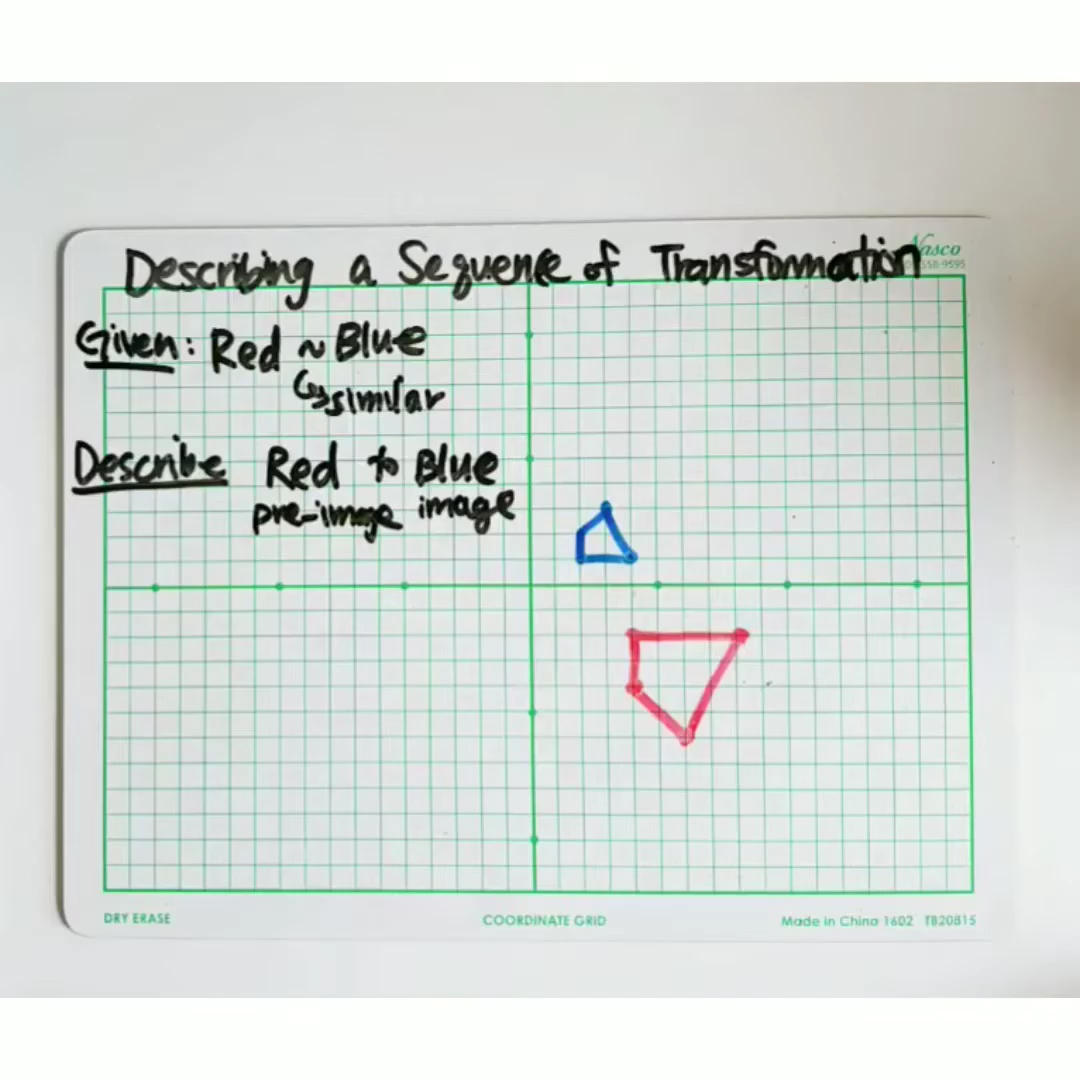 Nasco
Describing a Sequence of Transformation
Given: Red ~ Blue
↳ similar
Describe Red to Blue
pre-image image
DRY ERASE
COORDINATE GRID
Made in China 1602 TB20815